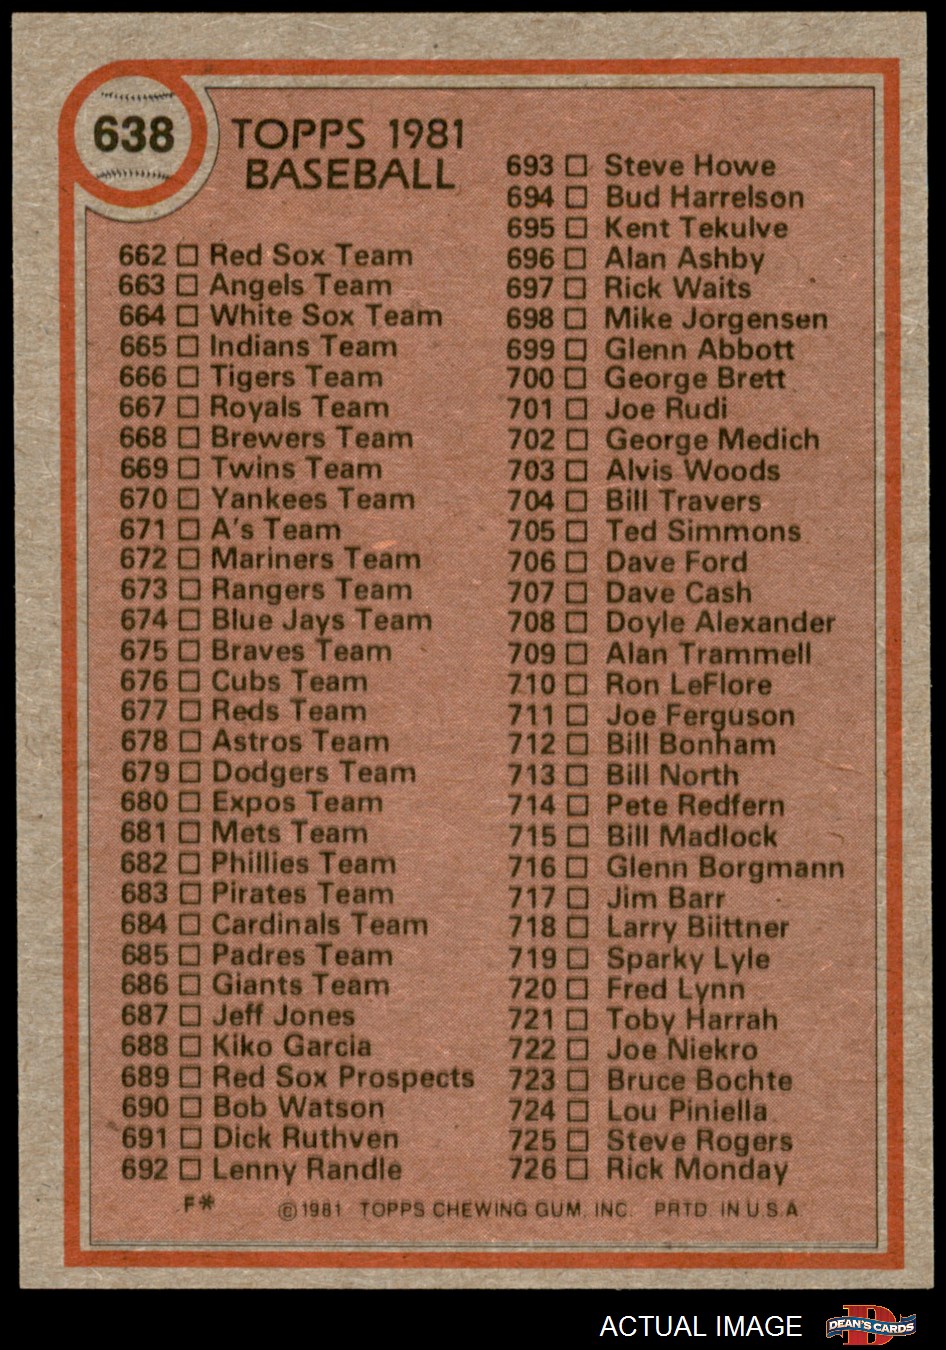 638
TOPPS 1981
BASEBALL
662 □ Red Sox Team
663 □ Angels Team
664 □ White Sox Team
665 □ Indians Team
666 □ Tigers Team
667 □ Royals Team
668 □ Brewers Team
669 □ Twins Team
670 □ Yankees Team
671 □ A's Team
672 □ Mariners Team
673 □ Rangers Team
674 □ Blue Jays Team
675 □ Braves Team
676 □ Cubs Team
677 □ Reds Team
678 □ Astros Team
679 □ Dodgers Team
680 □ Expos Team
681 □ Mets Team
682 □ Phillies Team
683 □ Pirates Team
684 □ Cardinals Team
685 □ Padres Team
686 □ Giants Team
687 □ Jeff Jones
688 □ Kiko Garcia
689 □ Red Sox Prospects
690 □ Bob Watson
691 □ Dick Ruthven
692 □ Lenny Randle
693 □ Steve Howe
694 □ Bud Harrelson
695 □ Kent Tekulve
696 □ Alan Ashby
697 □ Rick Waits
698 □ Mike Jorgensen
699 □ Glenn Abbott
700 □ George Brett
701 □ Joe Rudi
702 □ George Medich
703 □ Alvis Woods
704 □ Bill Travers
705 □ Ted Simmons
706 □ Dave Ford
707 □ Dave Cash
708 □ Doyle Alexander
709 □ Alan Trammell
710 □ Ron LeFlore
711 □ Joe Ferguson
712 □ Bill Bonham
713 □ Bill North
714 □ Pete Redfern
715 □ Bill Madlock
716 □ Glenn Borgmann
717 □ Jim Barr
718 □ Larry Biittner
719 □ Sparky Lyle
720 □ Fred Lynn
721 □ Toby Harrah
722 □ Joe Niekro
723 □ Bruce Bochte
724 □ Lou Piniella
725 □ Steve Rogers
726 □ Rick Monday
F* ©1981 TOPPS CHEWING GUM, INC. PRTD. IN U.S.A.
ACTUAL IMAGE
D
DEAN'S CARDS